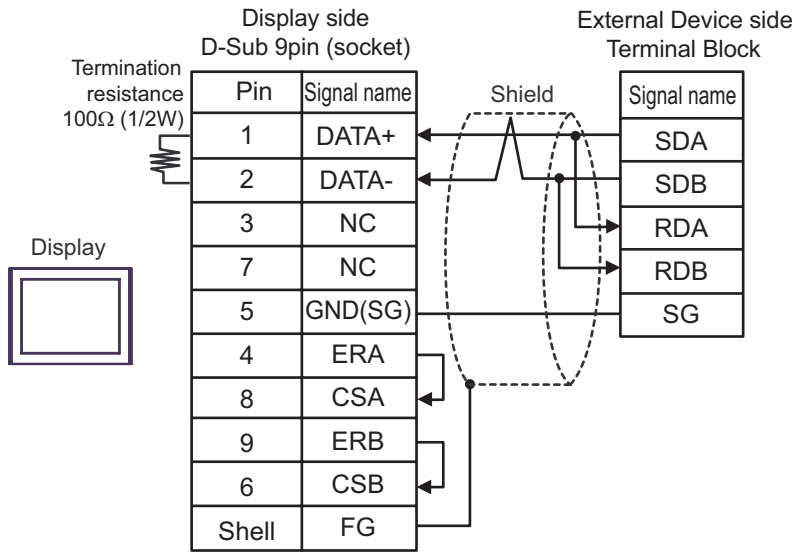 Display side
D-Sub 9pin (socket)
External Device side
Terminal Block
Termination
resistance
100Ω (1/2W)
Pin Signal name
Shield
Signal name
1 DATA+
SDA
2 DATA-
SDB
3 NC
RDA
7 NC
RDB
Display
5 GND(SG)
SG
4 ERA
8 CSA
9 ERB
6 CSB
Shell FG